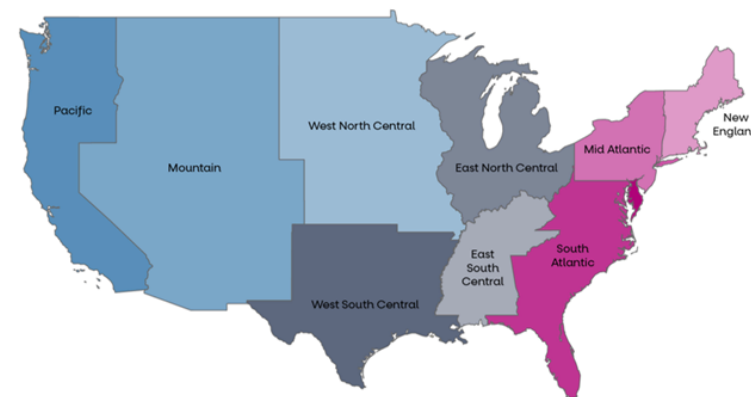 Pacific
Mountain
West North Central
East North Central
Mid Atlantic
New
Englan
West South Central
East
South
Central
South
Atlantic